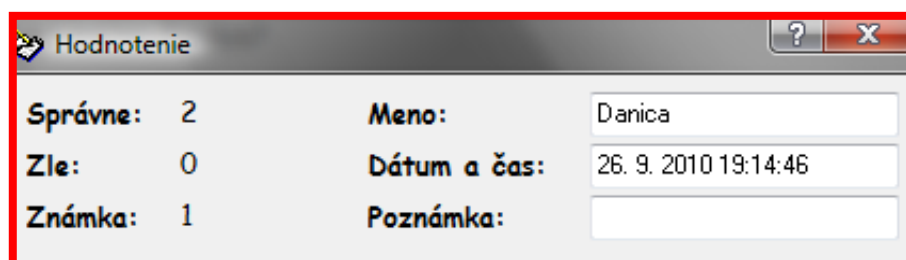 Hodnotenie
Správne: 2 Meno: Danica
Zle: 0 Dátum a čas: 26. 9. 2010 19:14:46
Známka: 1 Poznámka: